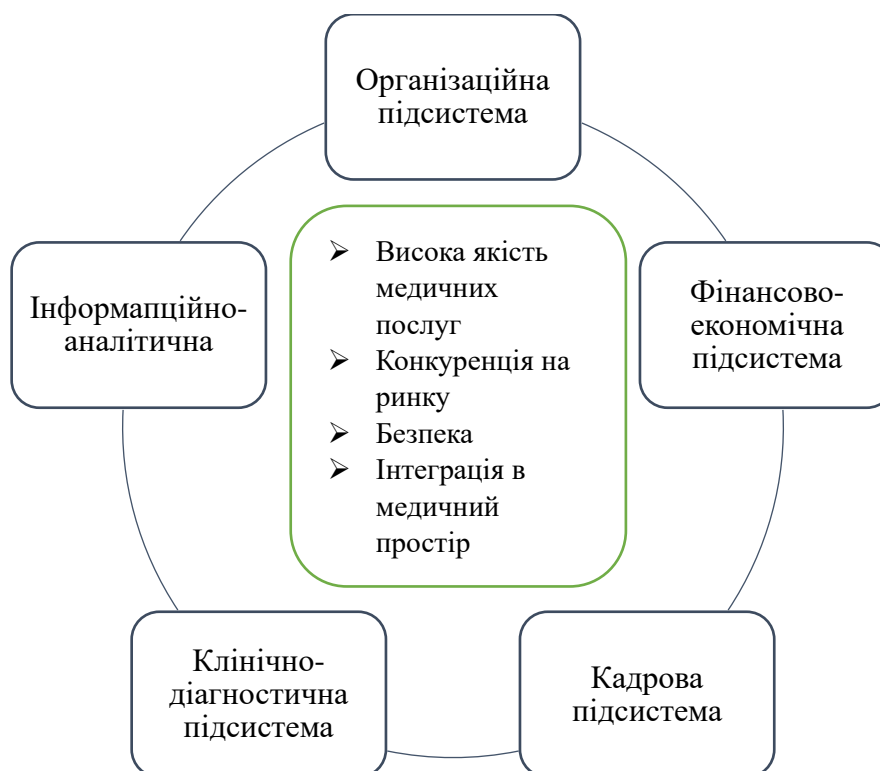 Організаційна
підсистема
Інформапційно-
аналітична
➢ Висока якість
медичних
послуг
➢ Конкуренція на
ринку
➢ Безпека
➢ Інтеграція в
медичний
простір
Фінансово-
економічна
підсистема
Клінічно-
діагностична
підсистема
Кадрова
підсистема